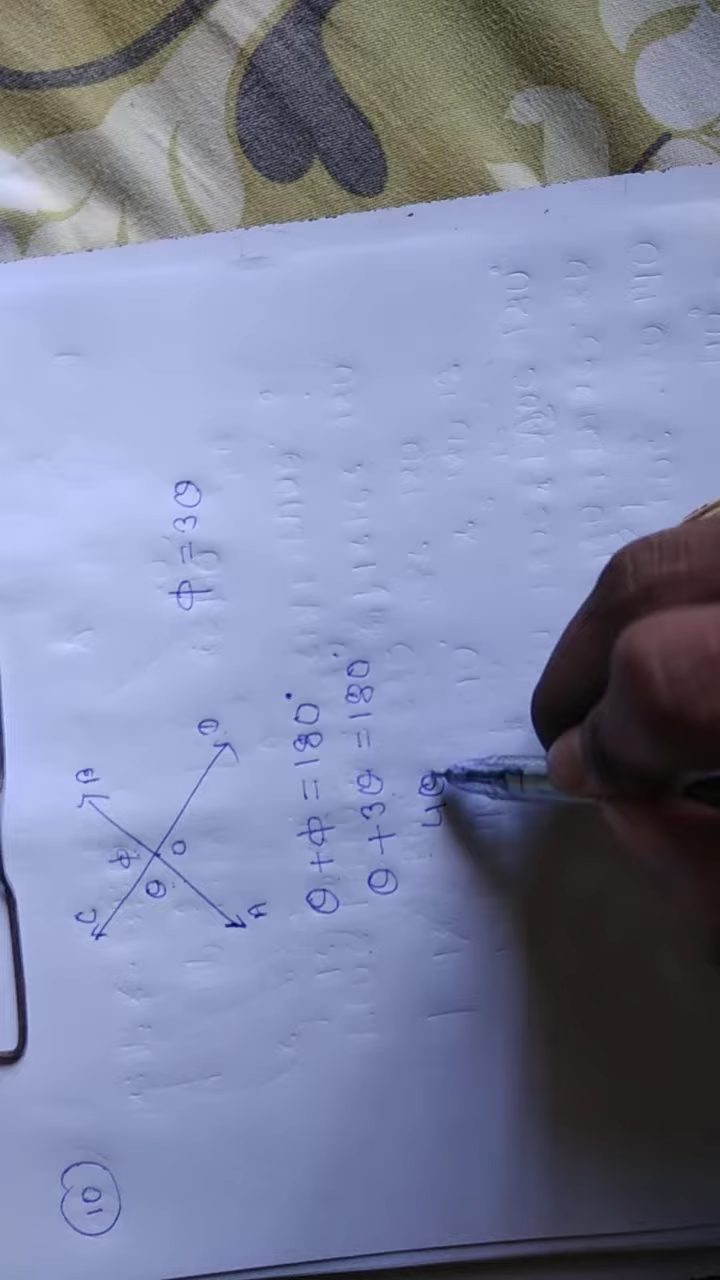 10
C B
φ
θ O
A D
φ = 3θ
θ + φ = 180°
θ + 3θ = 180°
4θ